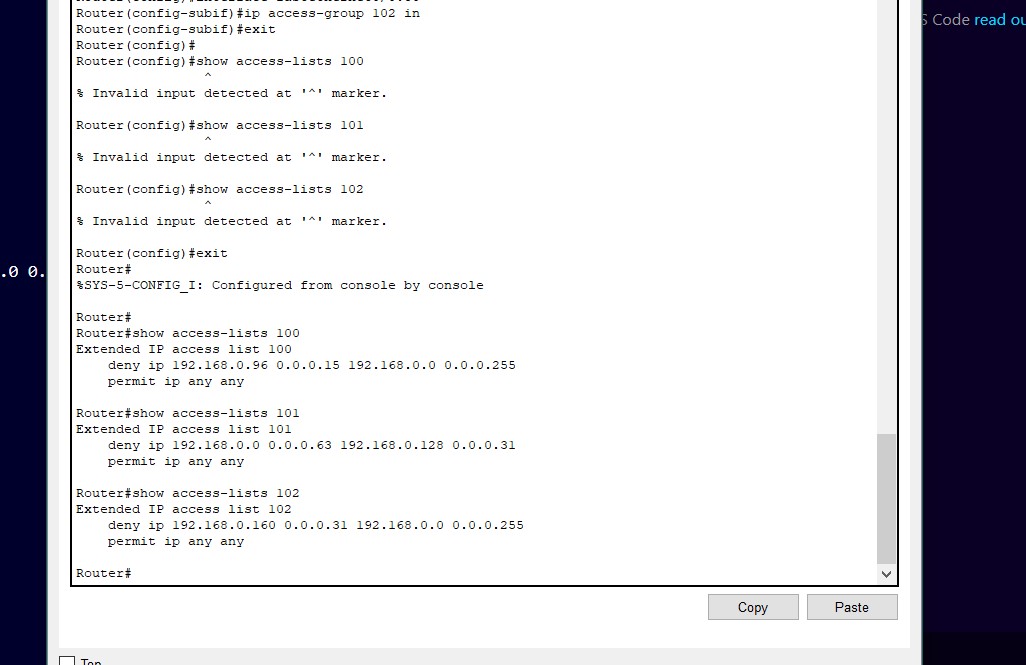 Router(config-subif)#ip access-group 102 in
Router(config-subif)#exit
Router(config)#
Router(config)#show access-lists 100
^
% Invalid input detected at '^' marker.
Router(config)#show access-lists 101
^
% Invalid input detected at '^' marker.
Router(config)#show access-lists 102
^
% Invalid input detected at '^' marker.
Router(config)#exit
Router#
%SYS-5-CONFIG_I: Configured from console by console
Router#
Router#show access-lists 100
Extended IP access list 100
deny ip 192.168.0.96 0.0.0.15 192.168.0.0 0.0.0.255
permit ip any any
Router#show access-lists 101
Extended IP access list 101
deny ip 192.168.0.0 0.0.0.63 192.168.0.128 0.0.0.31
permit ip any any
Router#show access-lists 102
Extended IP access list 102
deny ip 192.168.0.160 0.0.0.31 192.168.0.0 0.0.0.255
permit ip any any
Router#
Copy Paste
Top
.0 0.
Code read ou